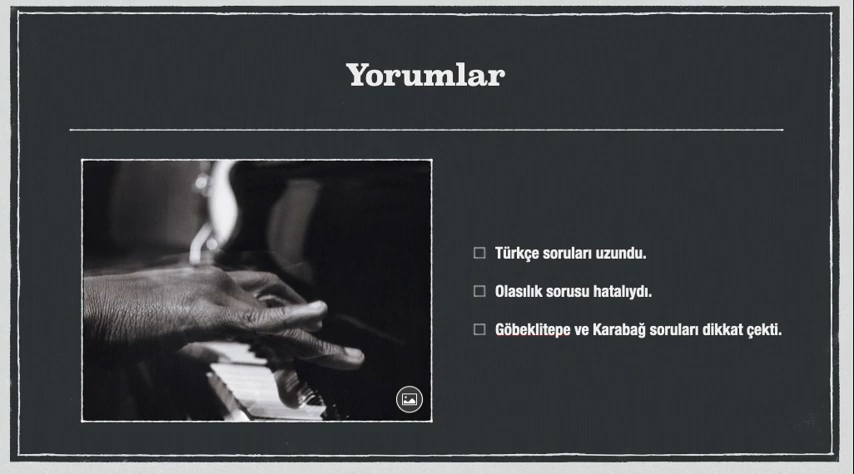 Yorumlar
Türkçe soruları uzundu.
Olasılık sorusu hatalıydı.
Göbeklitepe ve Karabağ soruları dikkat çekti.